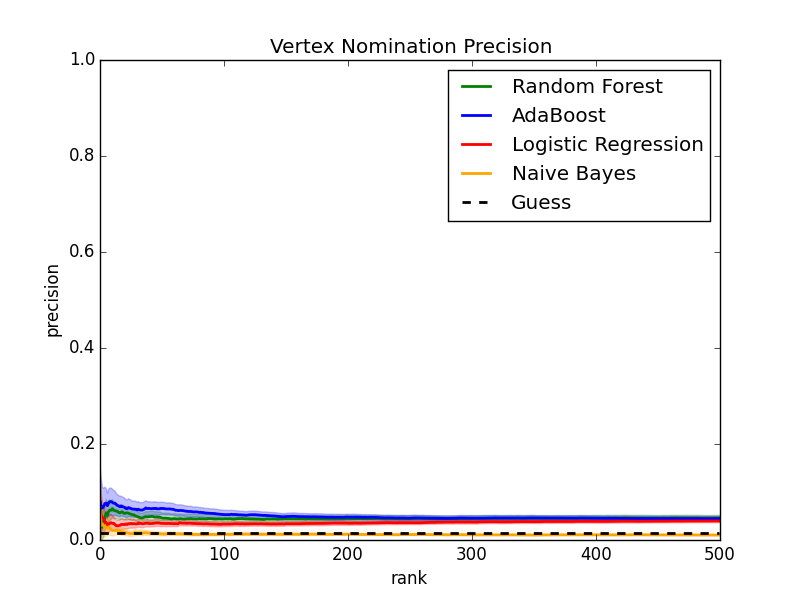 Vertex Nomination Precision
1.0
0.8
0.6
0.4
0.2
0.0
precision
Random Forest
AdaBoost
Logistic Regression
Naive Bayes
Guess
0 100 200 300 400 500
rank